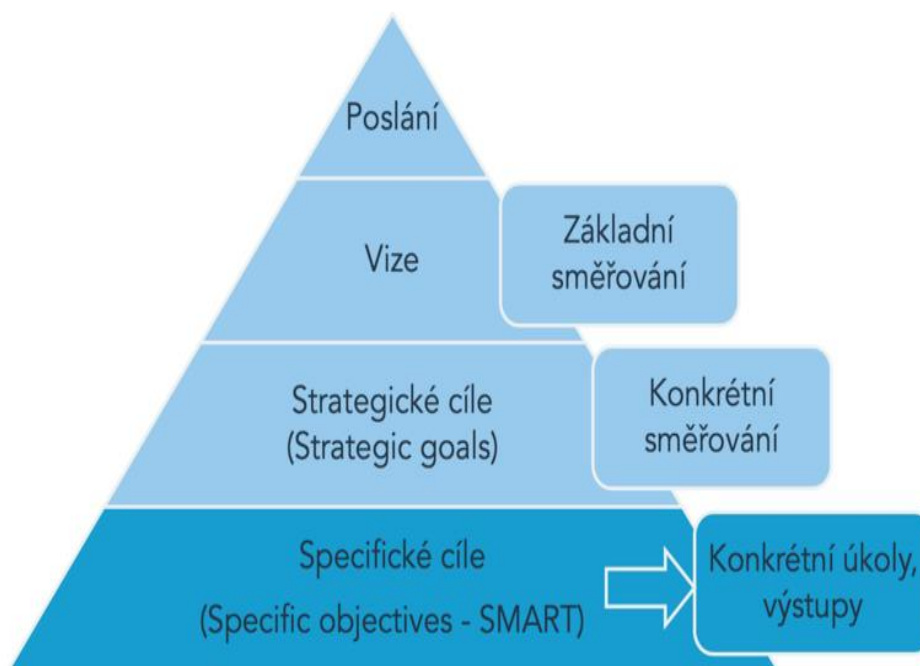 Poslání
Vize
Základní
směřování
Strategické cíle
(Strategic goals)
Konkrétní
směřování
Specifické cíle
(Specific objectives - SMART)
Konkrétní úkoly,
výstupy